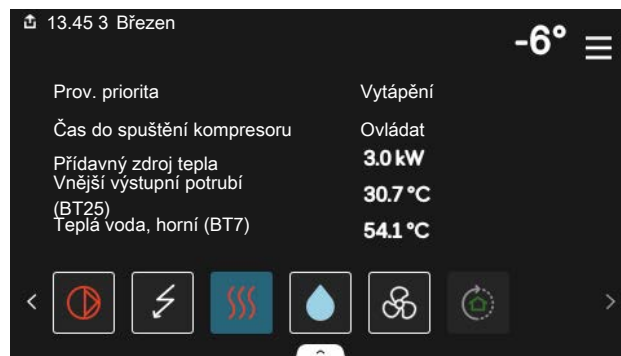 13.45 3 Březen
-6°
Prov. priorita Vytápění
Čas do spuštění kompresoru Ovládat
Přídavný zdroj tepla 3.0 kW
Vnější výstupní potrubí
(BT25) 30.7 °C
Teplá voda, horní (BT7) 54.1 °C